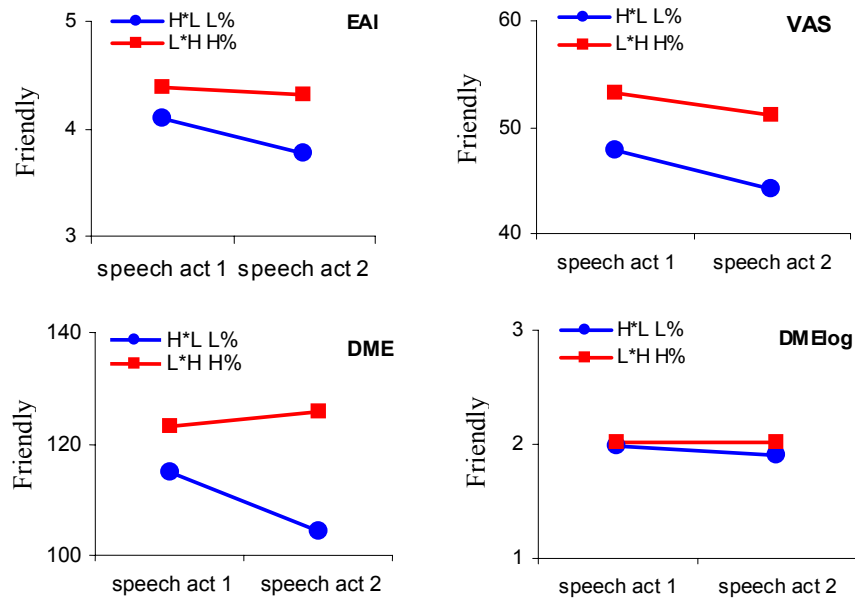 EAI
H*L L%
L*H H%
5
4
3
Friendly
speech act 1 speech act 2
VAS
H*L L%
L*H H%
60
50
40
Friendly
speech act 1 speech act 2
DME
H*L L%
L*H H%
140
120
100
Friendly
speech act 1 speech act 2
DMElog
H*L L%
L*H H%
3
2
1
Friendly
speech act 1 speech act 2